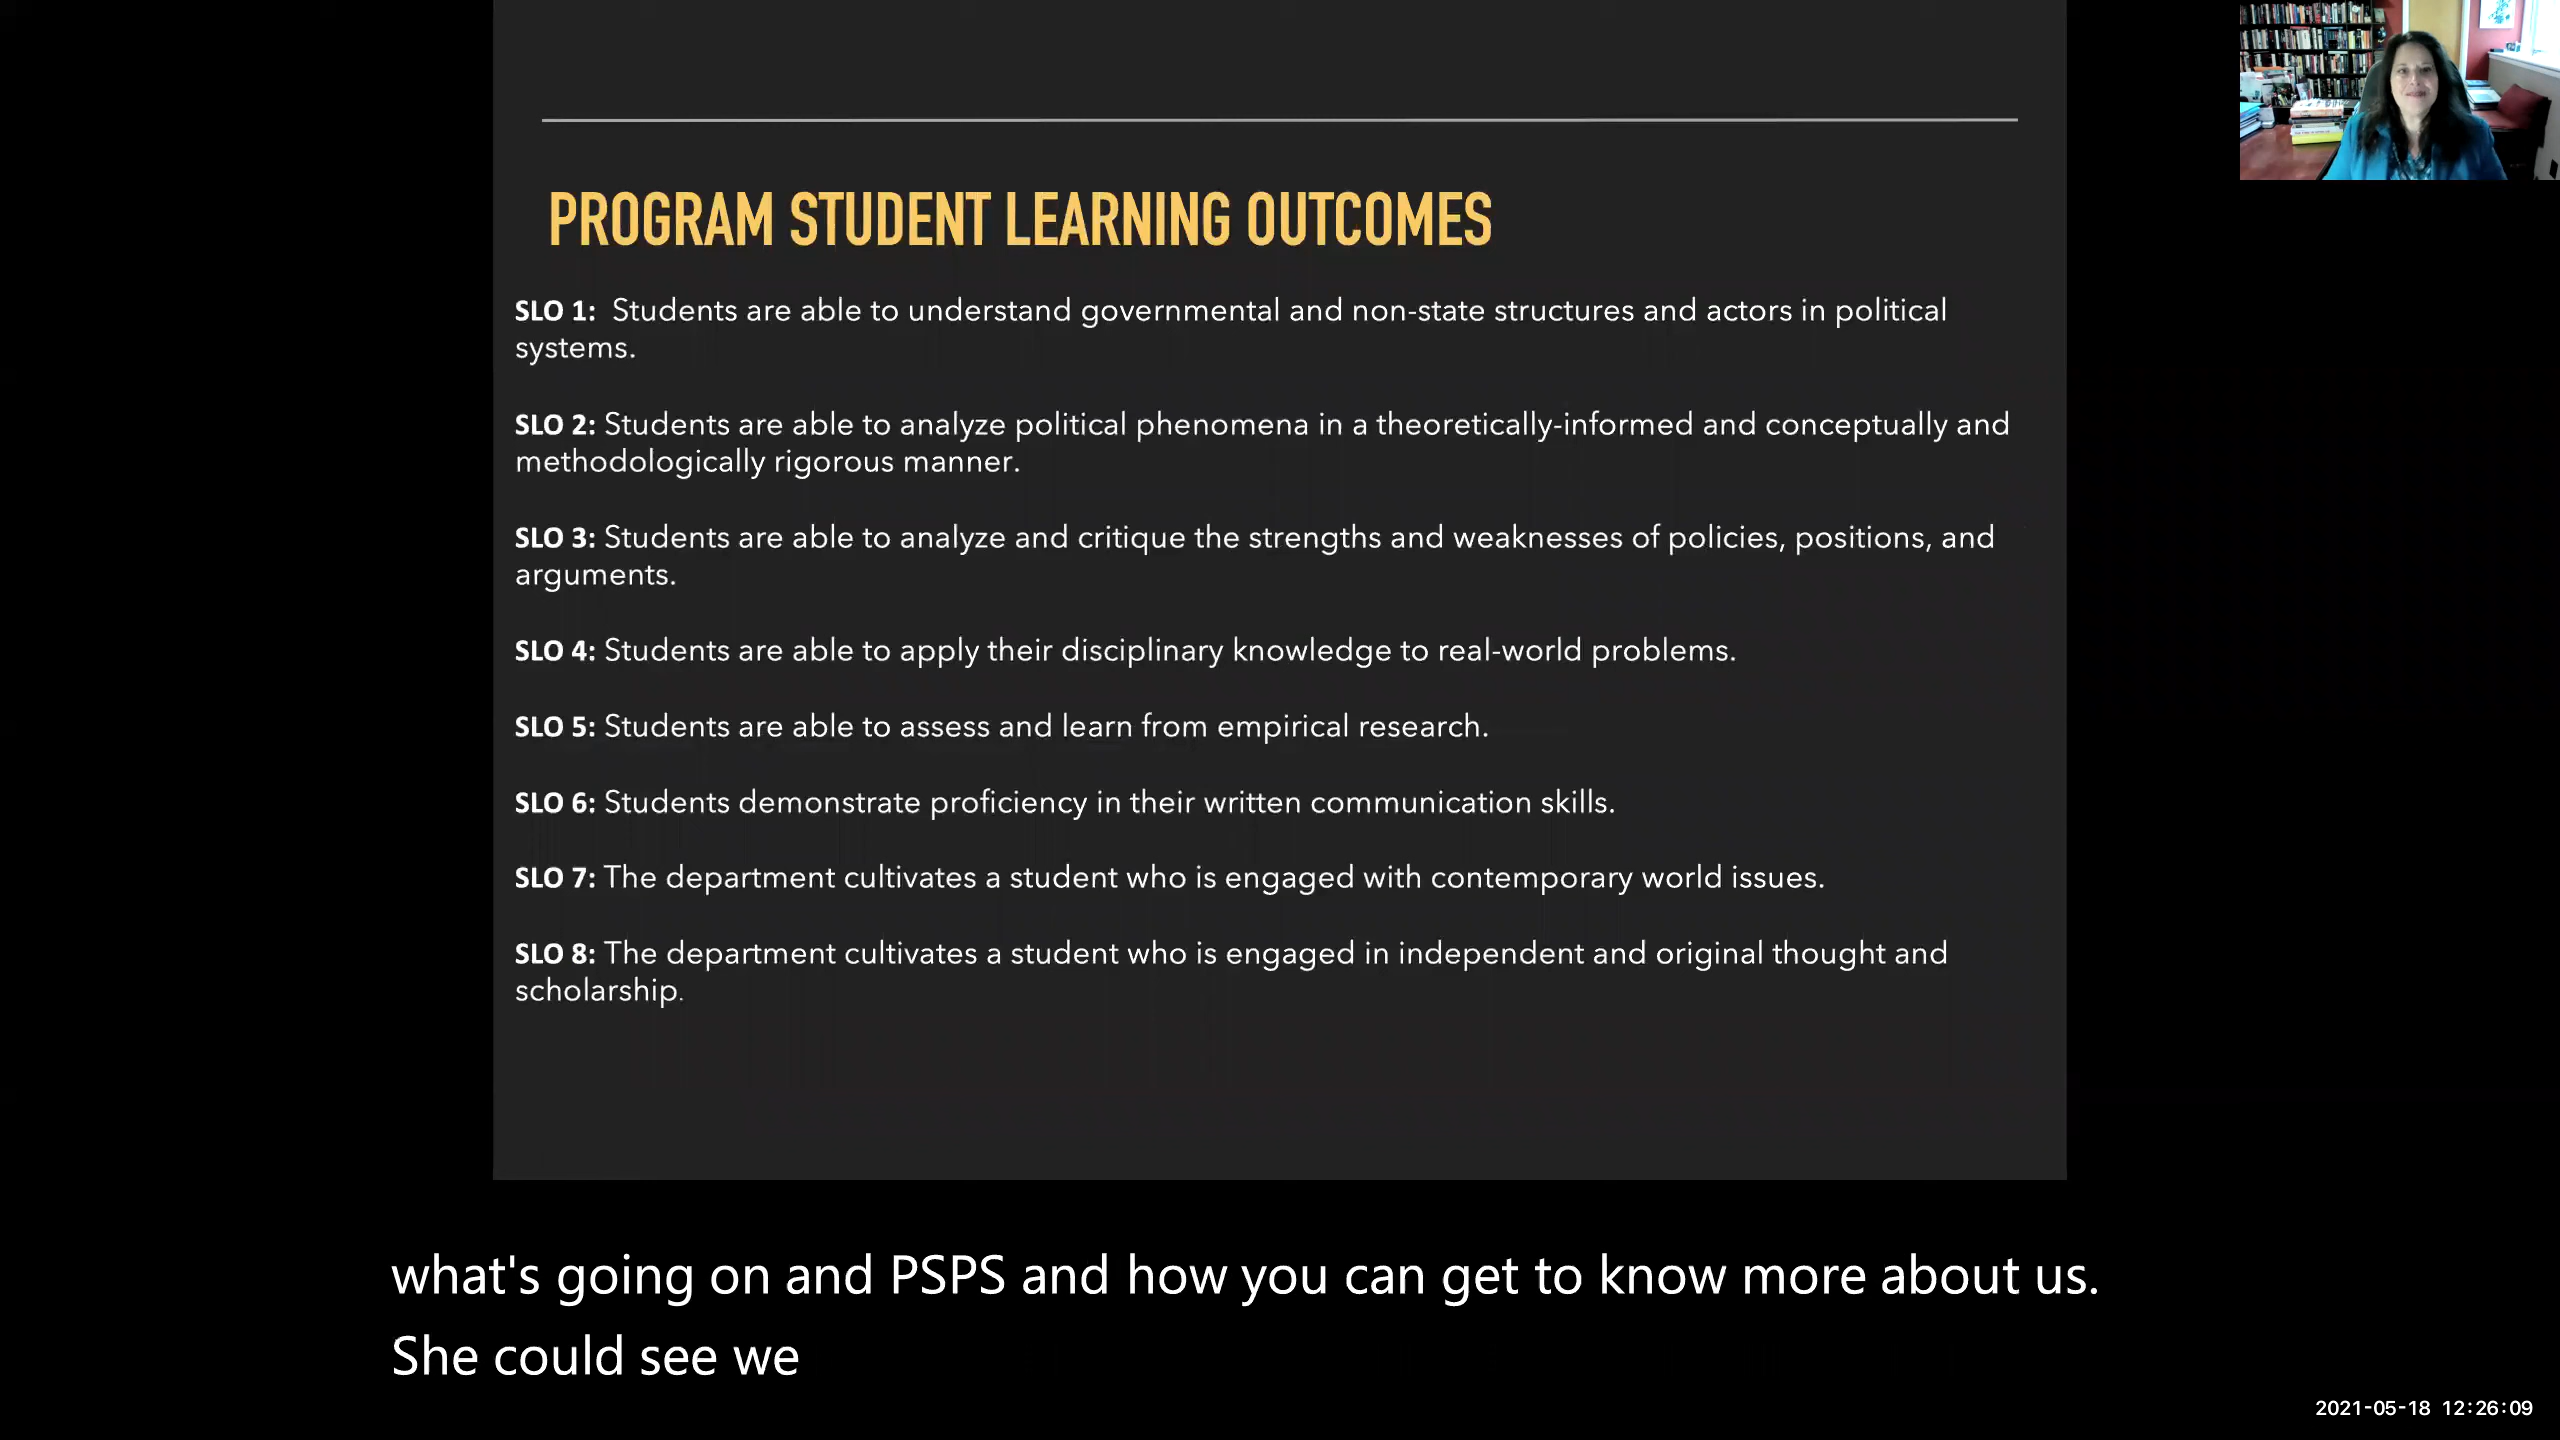 PROGRAM STUDENT LEARNING OUTCOMES
SLO 1: Students are able to understand governmental and non-state structures and actors in political
systems.
SLO 2: Students are able to analyze political phenomena in a theoretically-informed and conceptually and
methodologically rigorous manner.
SLO 3: Students are able to analyze and critique the strengths and weaknesses of policies, positions, and
arguments.
SLO 4: Students are able to apply their disciplinary knowledge to real-world problems.
SLO 5: Students are able to assess and learn from empirical research.
SLO 6: Students demonstrate proficiency in their written communication skills.
SLO 7: The department cultivates a student who is engaged with contemporary world issues.
SLO 8: The department cultivates a student who is engaged in independent and original thought and
scholarship.
what's going on and PSPS and how you can get to know more about us.
She could see we
2021-05-18 12:26:09